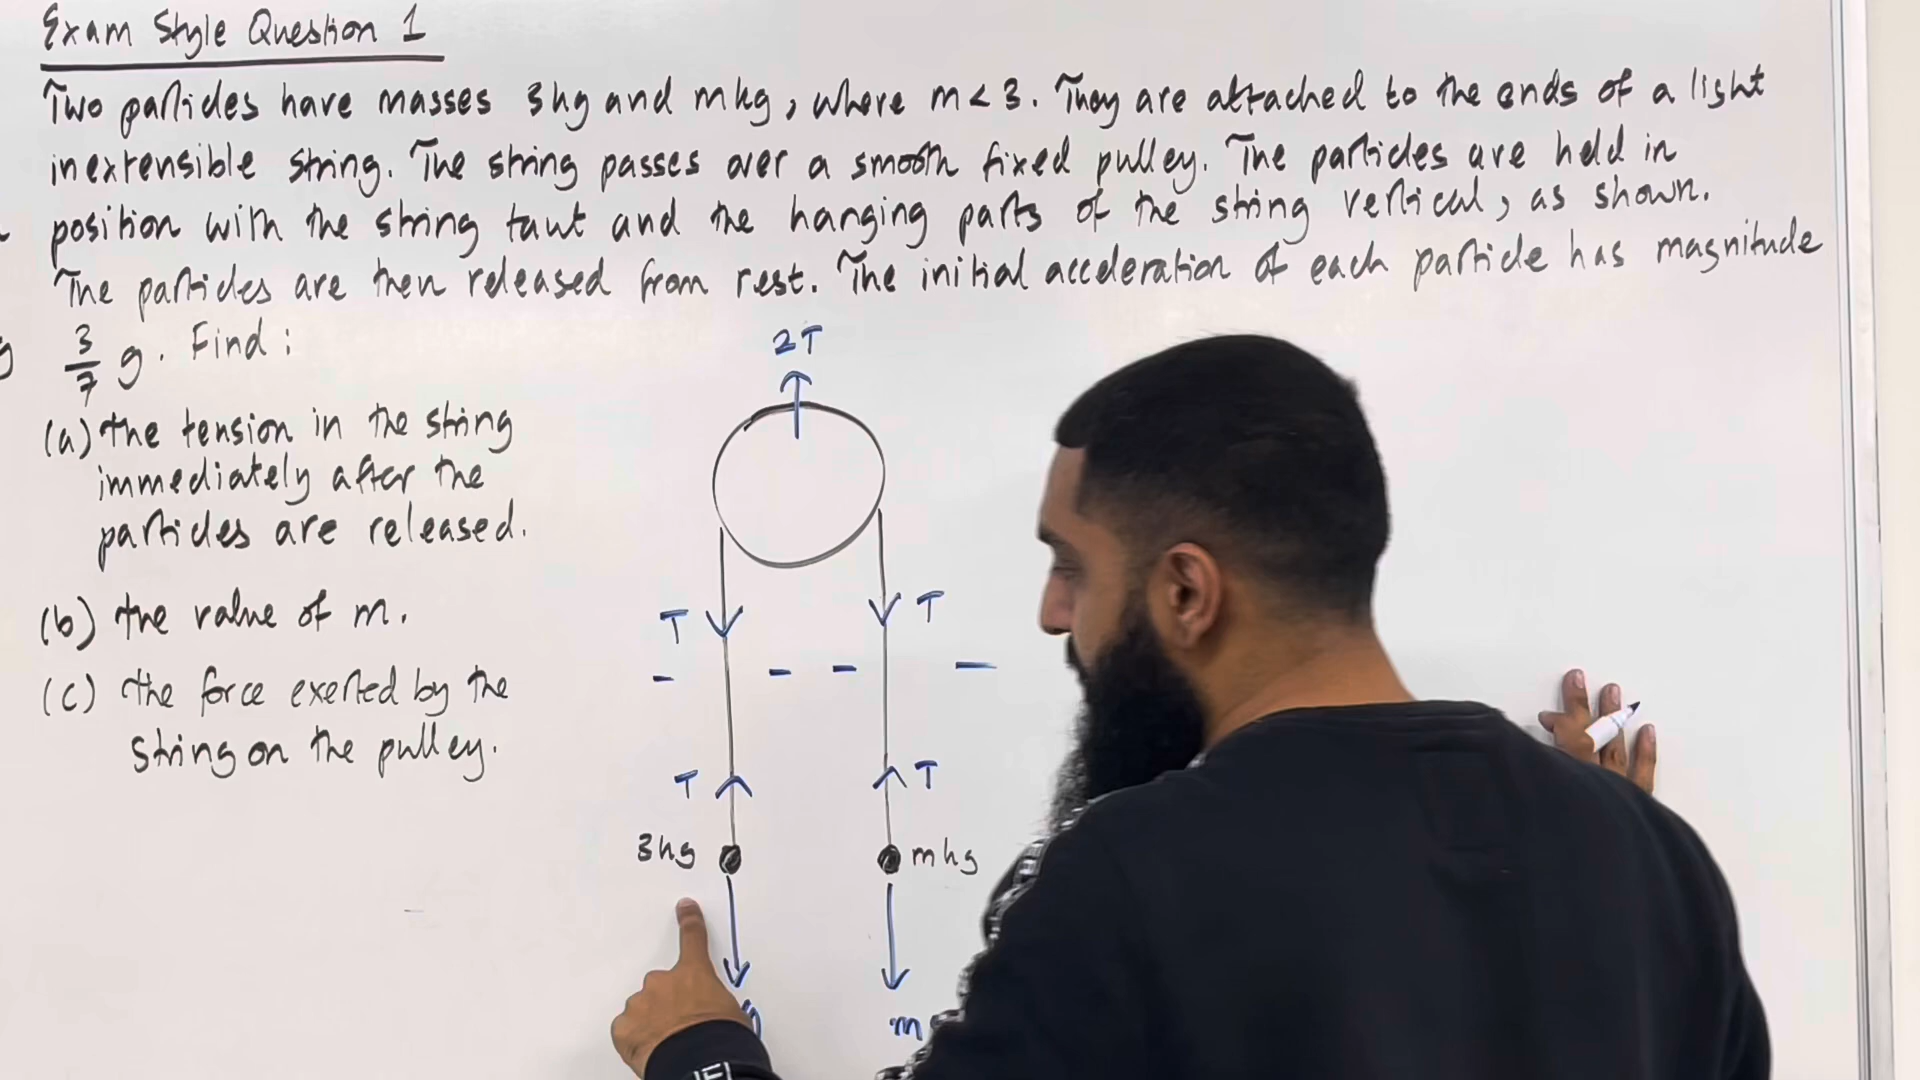 Exam Style Question 1
Two particles have masses 3kg and mkg, where m<3. They are attached to the ends of a light
inextensible string. The string passes over a smooth fixed pulley. The particles are held in
position with the string taut and the hanging parts of the string vertical, as shown.
The particles are then released from rest. The initial acceleration of each particle has magnitude
3/7 g. Find:
(a) the tension in the string
immediately after the
particles are released.
(b) the value of m.
(c) the force exerted by the
string on the pulley.
2T
T T
T T
3kg mkg
m